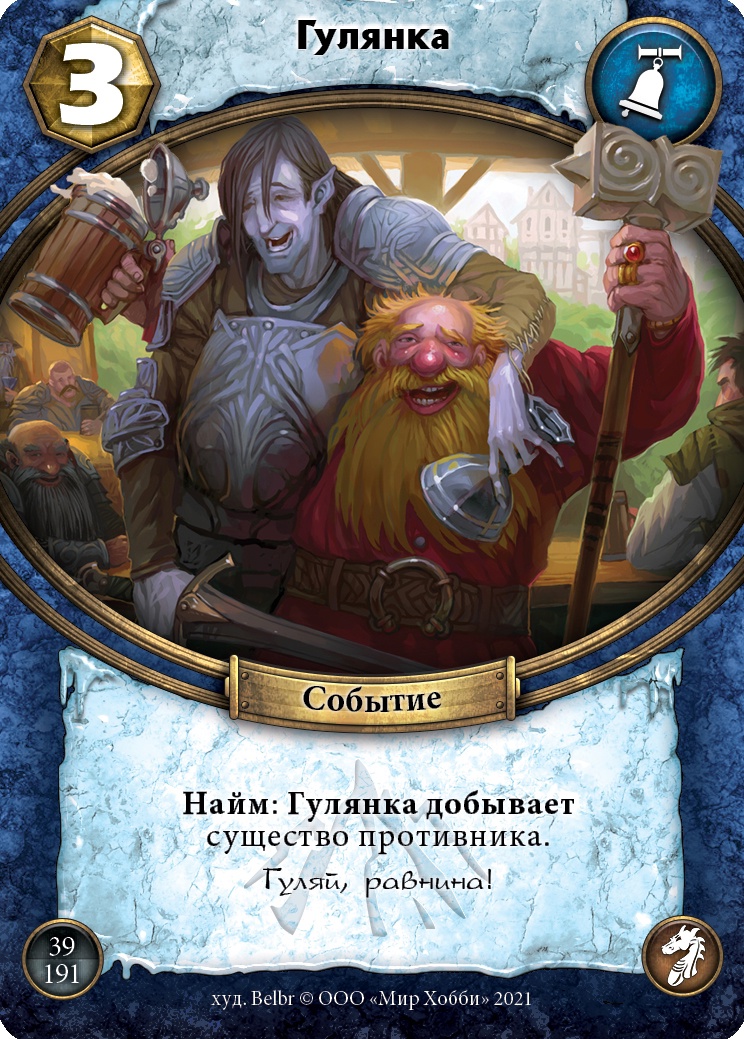 Гулянка
3
Событие
Найм: Гулянка добывает
существо противника.
Гуляй, равнина!
39
191
худ. Belbr © ООО «Мир Хобби» 2021